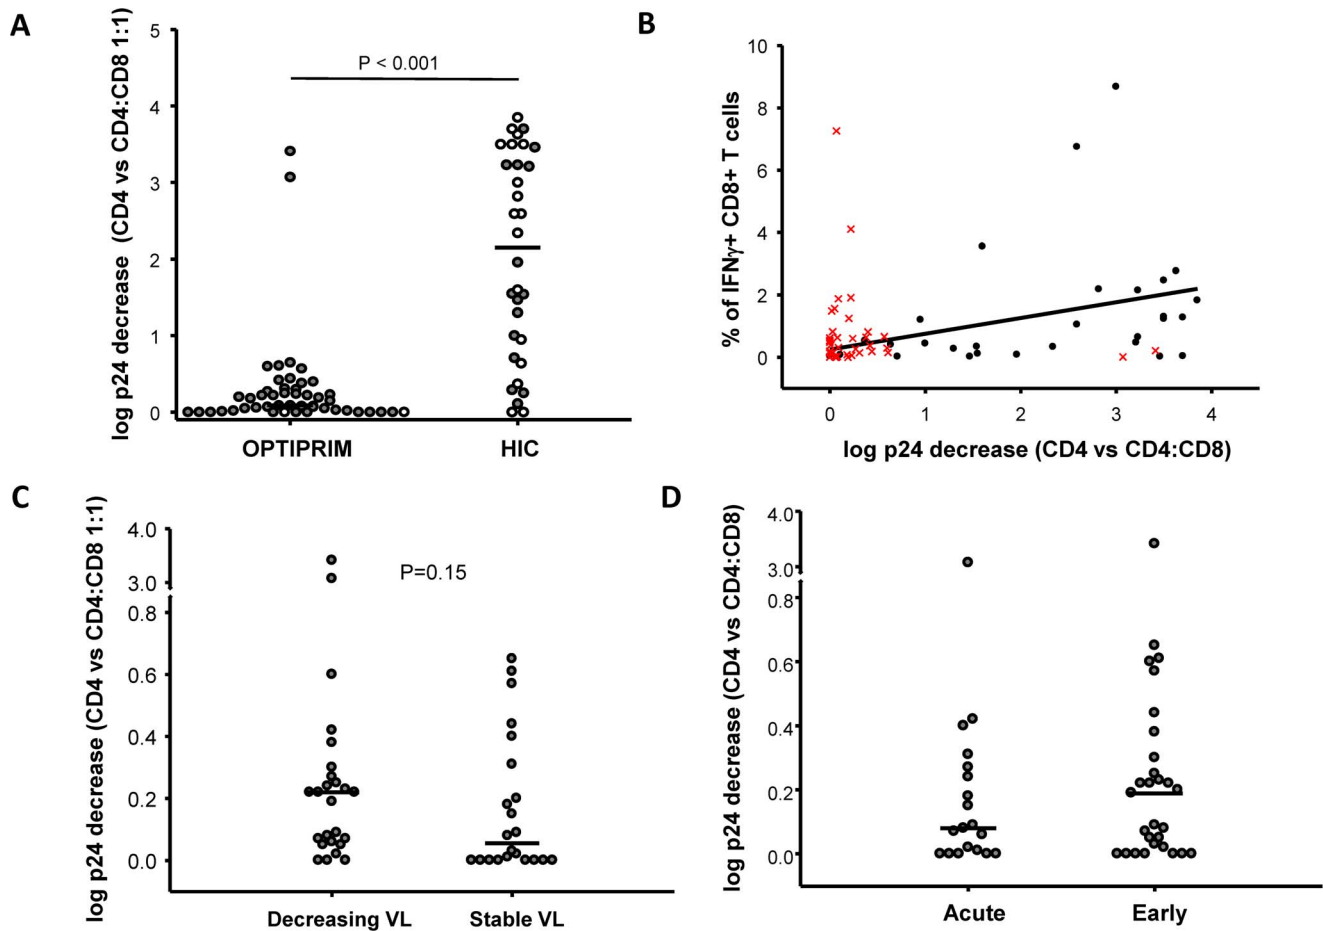 A
log p24 decrease (CD4 vs CD4:CD8 1:1)
5
4
3
2
1
0
P < 0.001
OPTIPRIM
HIC
B
% of IFNγ+ CD8+ T cells
10
8
6
4
2
0
0
1
2
3
4
log p24 decrease (CD4 vs CD4:CD8)
C
log p24 decrease (CD4 vs CD4:CD8 1:1)
4.0
3.0
0.8
0.6
0.4
0.2
0.0
P=0.15
Decreasing VL
Stable VL
D
log p24 decrease (CD4 vs CD4:CD8)
4.0
3.0
0.8
0.6
0.4
0.2
0.0
Acute
Early